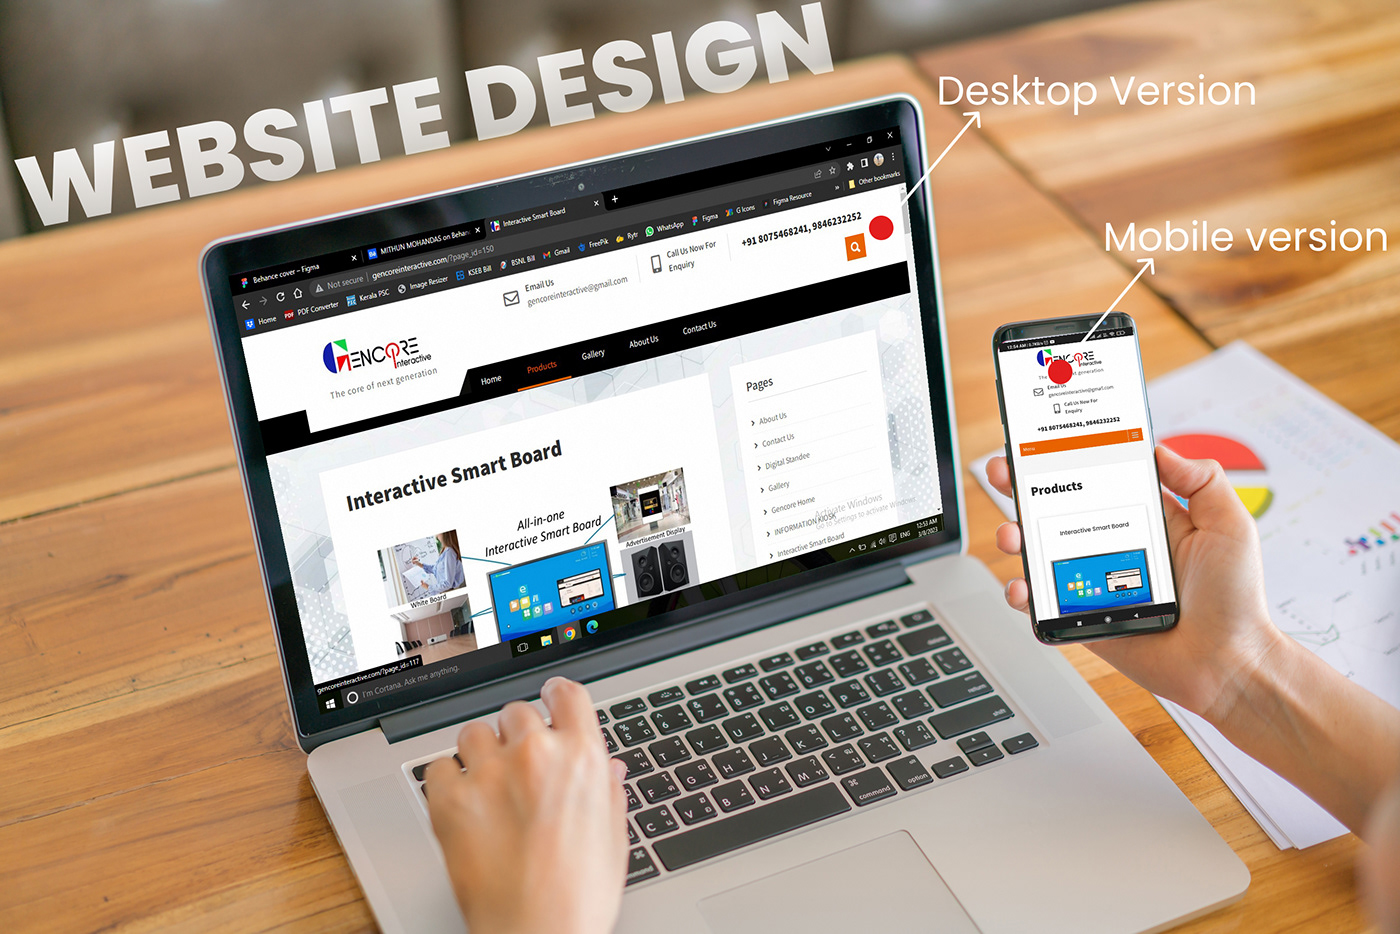 WEBSITE DESIGN
Desktop Version
Mobile version
Behance cover – Figma
MITHUN MOHANDAS on Behan
Interactive Smart Board
Not secure | gencoreinteractive.com/?page_id=150
Home
PDF Converter
Kerala PSC
Image Resizer
KSEB Bill
BSNL Bill
Gmail
FreePik
Rytr
WhatsApp
Figma
G Icons
Figma Resource
Other bookmarks
GENCORE
Interactive
The core of next generation
Email Us
gencoreinteractive@gmail.com
Call Us Now For
Enquiry
+91 8075468241, 9846232252
Home
Products
Gallery
About Us
Contact Us
Interactive Smart Board
All-in-one
Interactive Smart Board
White Board
Advertisement Display
Pages
About Us
Contact Us
Digital Standee
Gallery
Gencore Home
INFORMATION KIOSK
Interactive Smart Board
Activate Windows
Go to Settings to activate Windows.
gencoreinteractive.com/?page_id=117
I'm Cortana. Ask me anything.
ENG
12:53 AM
3/8/2023
12:54 AM
GENCORE
Interactive
Email Us
gencoreinteractive@gmail.com
Call Us Now For
Enquiry
+91 8075468241, 9846232252
Menu
Products
Interactive Smart Board
return
shift
command
option